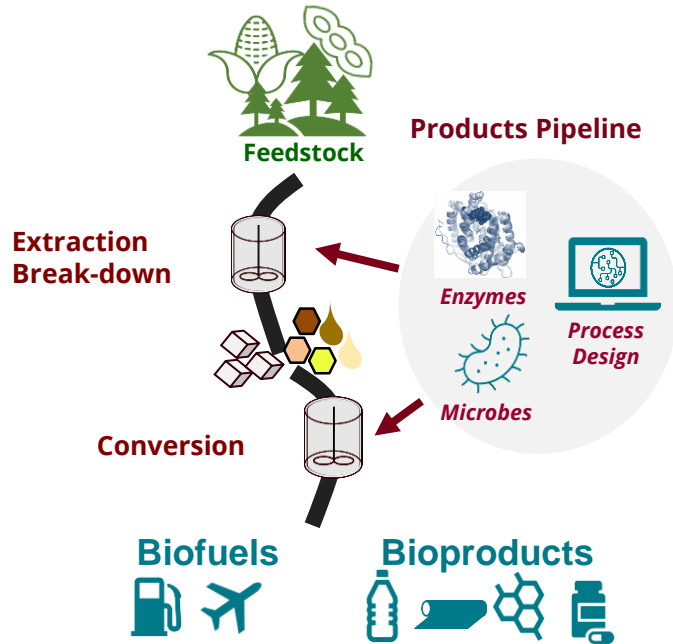 Feedstock
Products Pipeline
Extraction
Break-down
Enzymes
Process
Design
Microbes
Conversion
Biofuels
Bioproducts